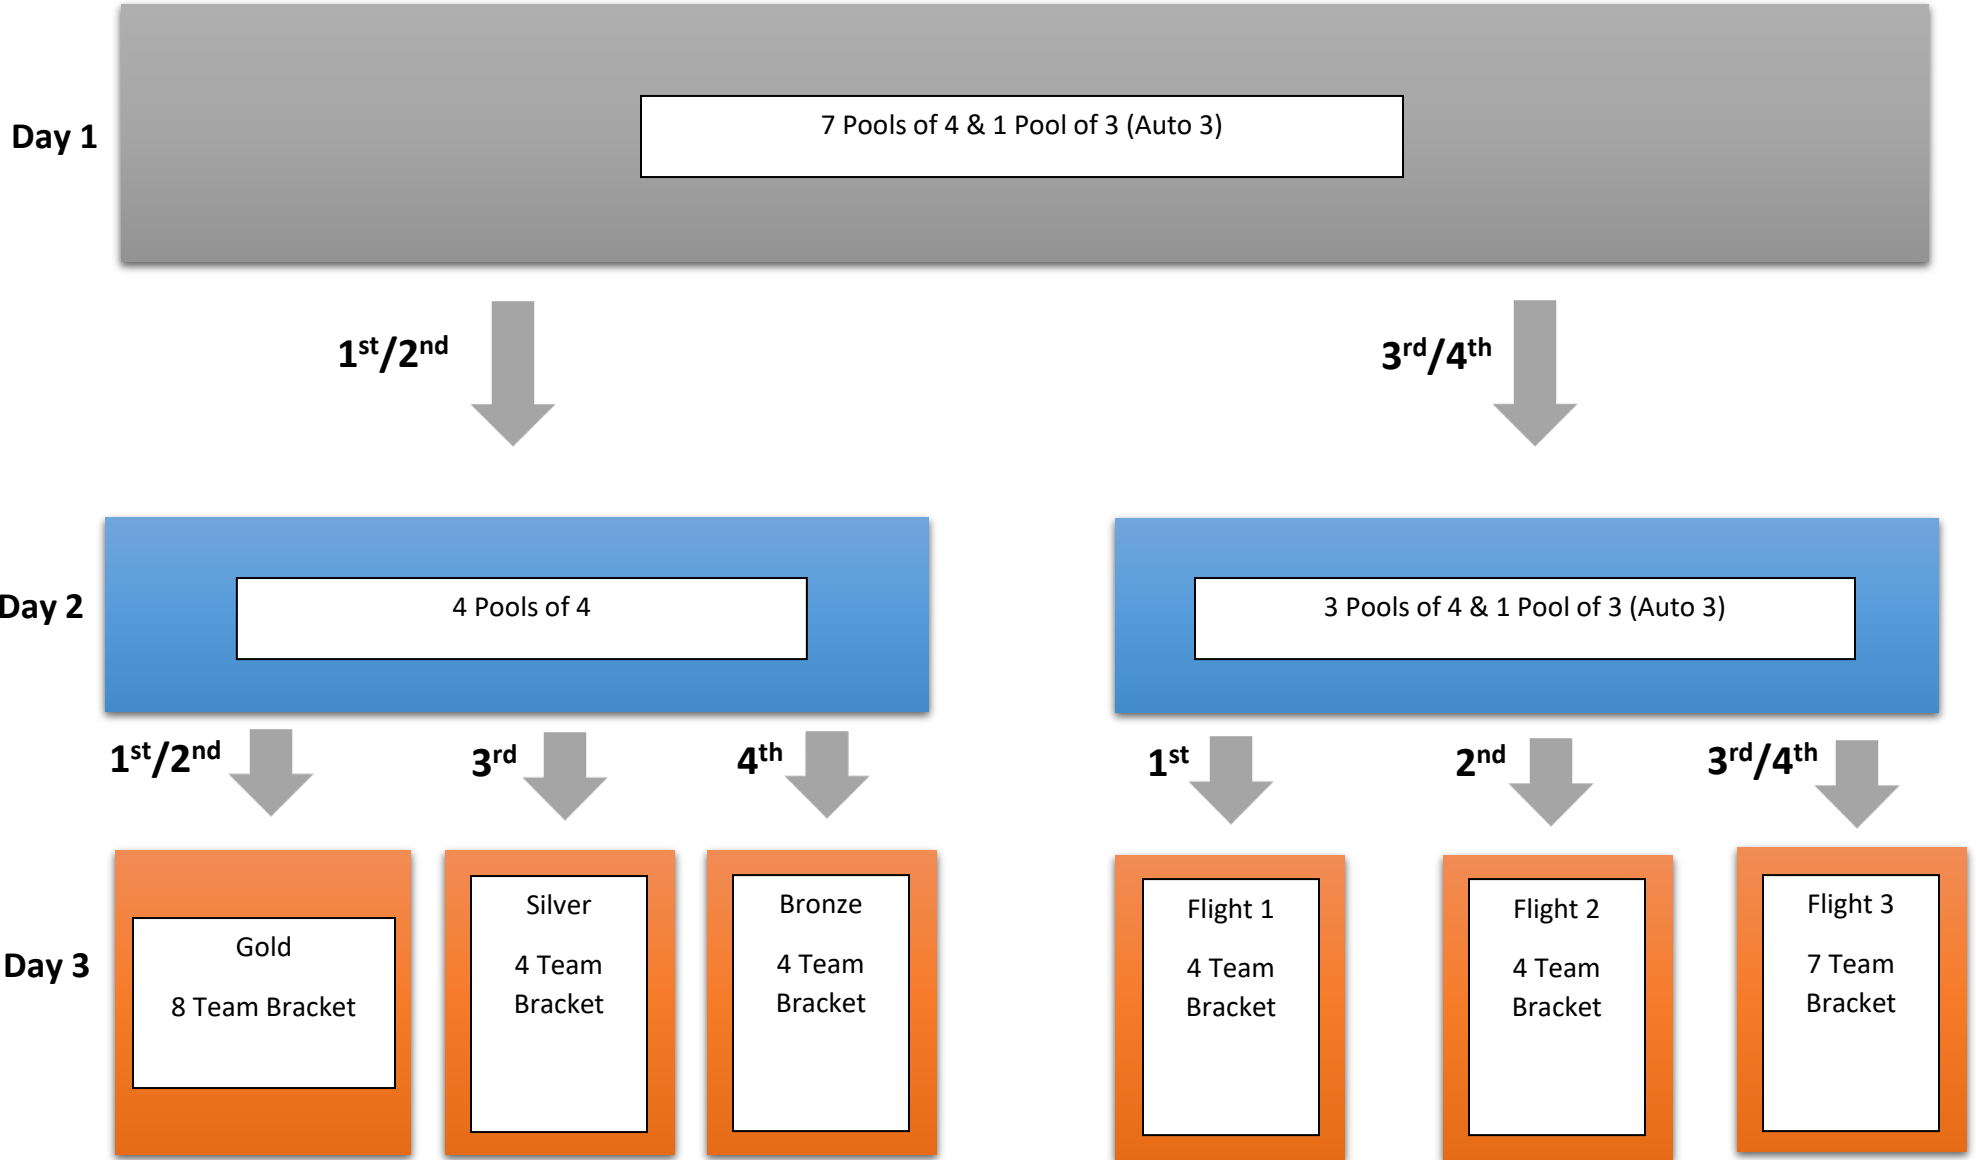 Day 1
7 Pools of 4 & 1 Pool of 3 (Auto 3)
1st/2nd
3rd/4th
Day 2
4 Pools of 4
3 Pools of 4 & 1 Pool of 3 (Auto 3)
1st/2nd
3rd
4th
1st
2nd
3rd/4th
Day 3
Gold
8 Team Bracket
Silver
4 Team
Bracket
Bronze
4 Team
Bracket
Flight 1
4 Team
Bracket
Flight 2
4 Team
Bracket
Flight 3
7 Team
Bracket